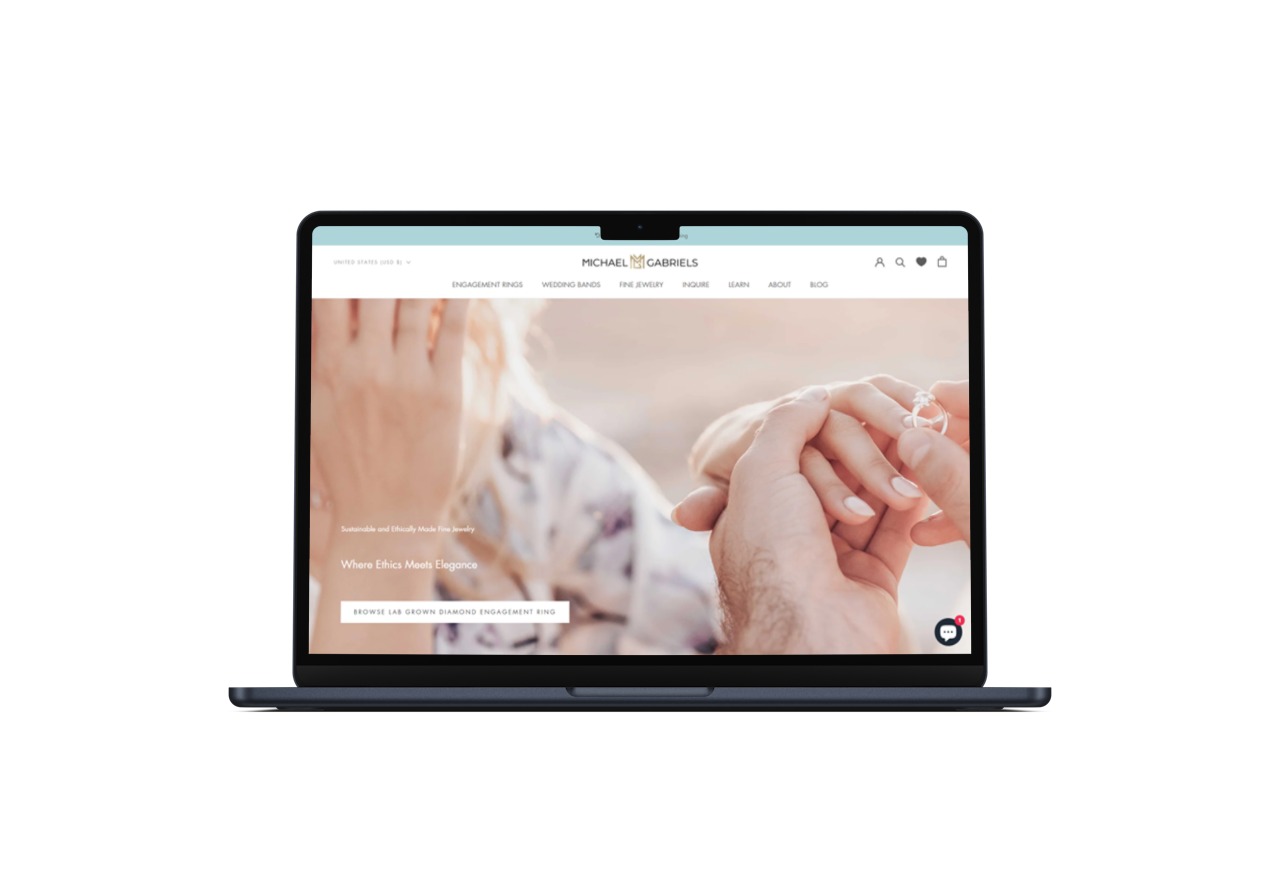 UNITED STATES (USD $)
MICHAEL GABRIELS
ENGAGEMENT RINGS WEDDING BANDS FINE JEWELRY INQUIRE LEARN ABOUT BLOG
Sustainable and Ethically Made Fine Jewelry
Where Ethics Meets Elegance
BROWSE LAB GROWN DIAMOND ENGAGEMENT RING
1